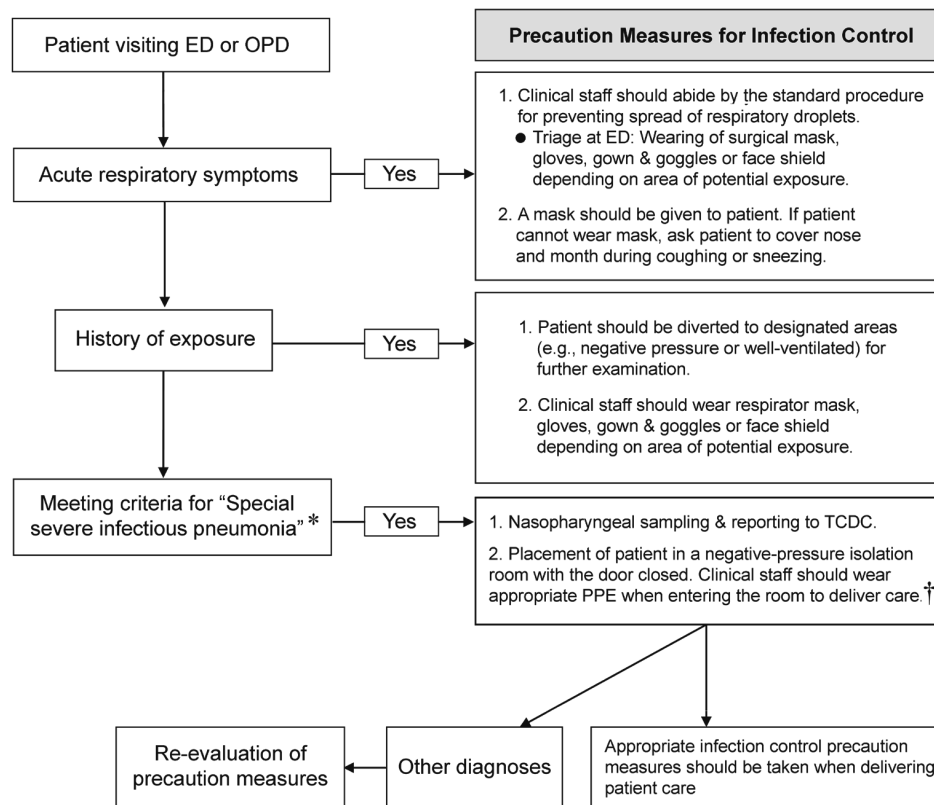 Patient visiting ED or OPD
Precaution Measures for Infection Control
Acute respiratory symptoms
Yes
1. Clinical staff should abide by the standard procedure
for preventing spread of respiratory droplets.
● Triage at ED: Wearing of surgical mask,
gloves, gown & goggles or face shield
depending on area of potential exposure.
2. A mask should be given to patient. If patient
cannot wear mask, ask patient to cover nose
and month during coughing or sneezing.
History of exposure
Yes
1. Patient should be diverted to designated areas
(e.g., negative pressure or well-ventilated) for
further examination.
2. Clinical staff should wear respirator mask,
gloves, gown & goggles or face shield
depending on area of potential exposure.
Meeting criteria for “Special
severe infectious pneumonia” *
Yes
1. Nasopharyngeal sampling & reporting to TCDC.
2. Placement of patient in a negative-pressure isolation
room with the door closed. Clinical staff should wear
appropriate PPE when entering the room to deliver care.†
Re-evaluation of
precaution measures
Other diagnoses
Appropriate infection control precaution
measures should be taken when delivering
patient care